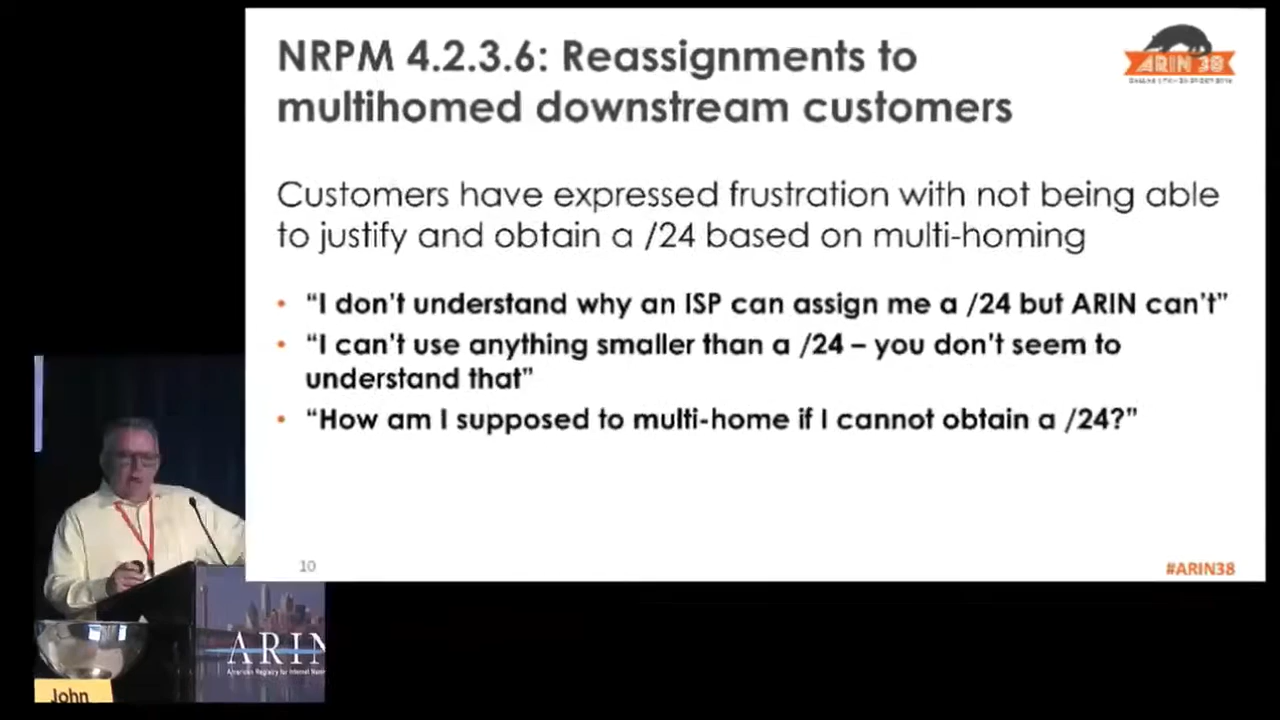 NRPM 4.2.3.6: Reassignments to
multihomed downstream customers
ARIN 38
Customers have expressed frustration with not being able
to justify and obtain a /24 based on multi-homing
• “I don’t understand why an ISP can assign me a /24 but ARIN can’t”
• “I can’t use anything smaller than a /24 – you don’t seem to
understand that”
• “How am I supposed to multi-home if I cannot obtain a /24?”
10
#ARIN38
ARIN
American Registry for Internet
John